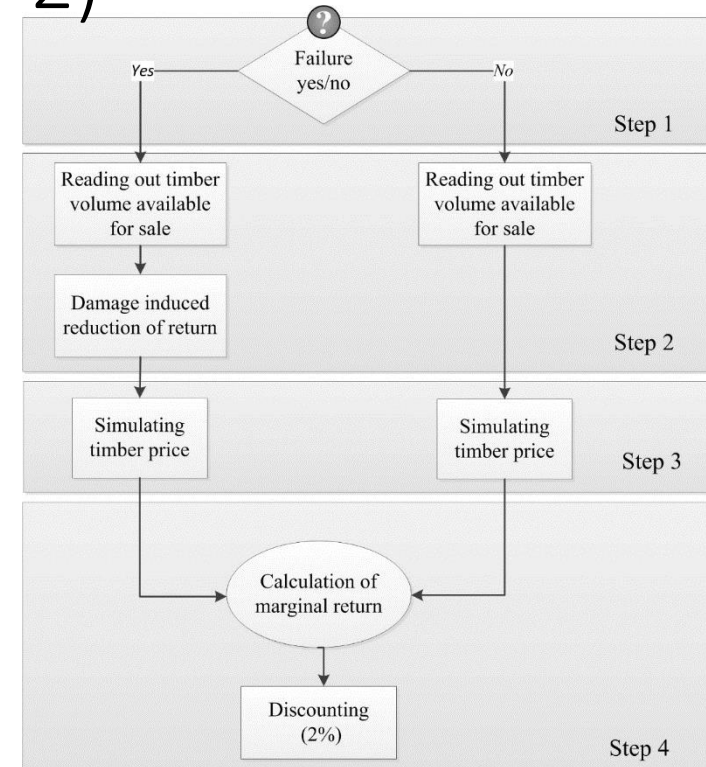 2)
?
Failure
yes/no
Yes
No
Step 1
Reading out timber
volume available
for sale
Reading out timber
volume available
for sale
Damage induced
reduction of return
Step 2
Simulating
timber price
Simulating
timber price
Step 3
Calculation of
marginal return
Discounting
(2%)
Step 4